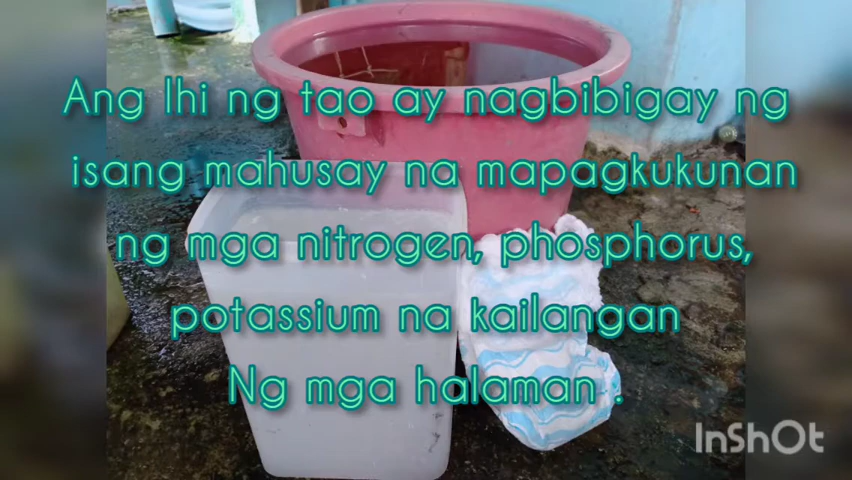 Ang Ihi ng tao ay nagbibigay ng
isang mahusay na mapagkukunan
ng mga nitrogen, phosphorus,
potassium na kailangan
Ng mga halaman .
InShOt